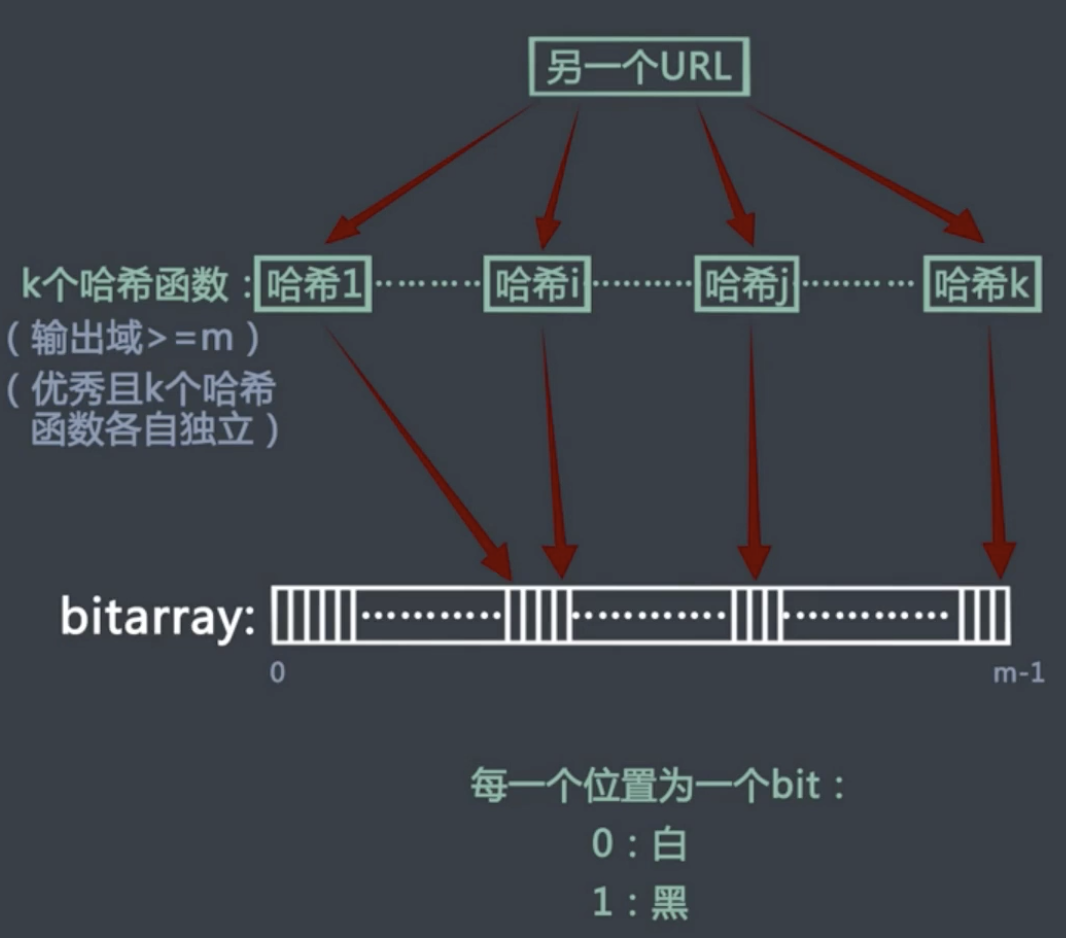 另一个URL
k个哈希函数：哈希1 哈希i 哈希j 哈希k
（输出域>=m）
（优秀且k个哈希
函数各自独立）
bitarray:
0 m-1
每一个位置为一个bit：
0：白
1：黑